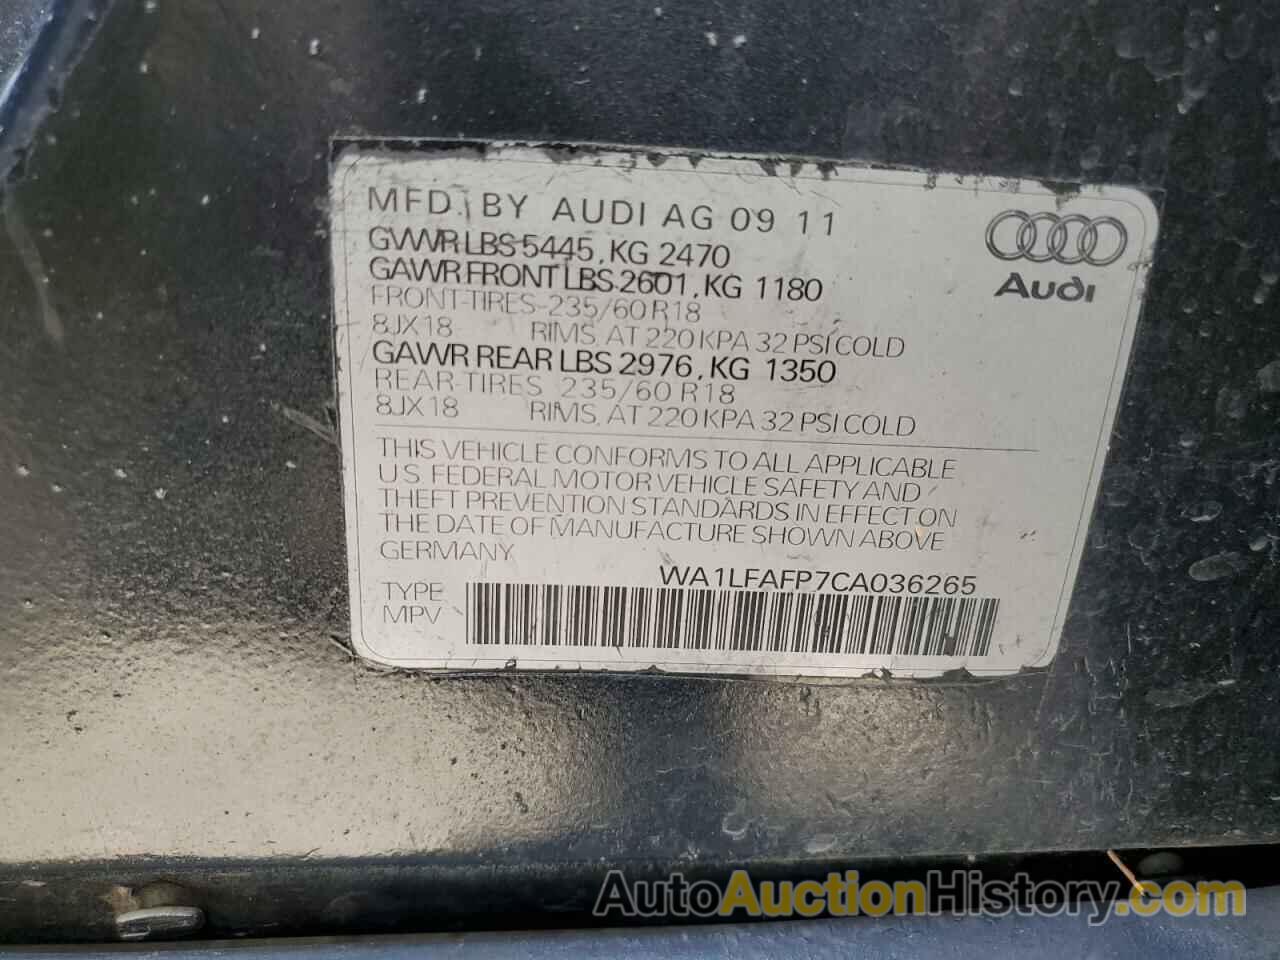 MFD. BY AUDI AG 09 11
GVWR LBS 5445, KG 2470
GAWR FRONT LBS 2601, KG 1180
FRONT-TIRES 235/60 R18
8JX18 RIMS, AT 220 KPA 32 PSI COLD
GAWR REAR LBS 2976, KG 1350
REAR-TIRES 235/60 R18
8JX18 RIMS, AT 220 KPA 32 PSI COLD
Audi
THIS VEHICLE CONFORMS TO ALL APPLICABLE
U.S. FEDERAL MOTOR VEHICLE SAFETY AND
THEFT PREVENTION STANDARDS IN EFFECT ON
THE DATE OF MANUFACTURE SHOWN ABOVE
GERMANY
WA1LFAFP7CA036265
TYPE
MPV
AutoAuctionHistory.com